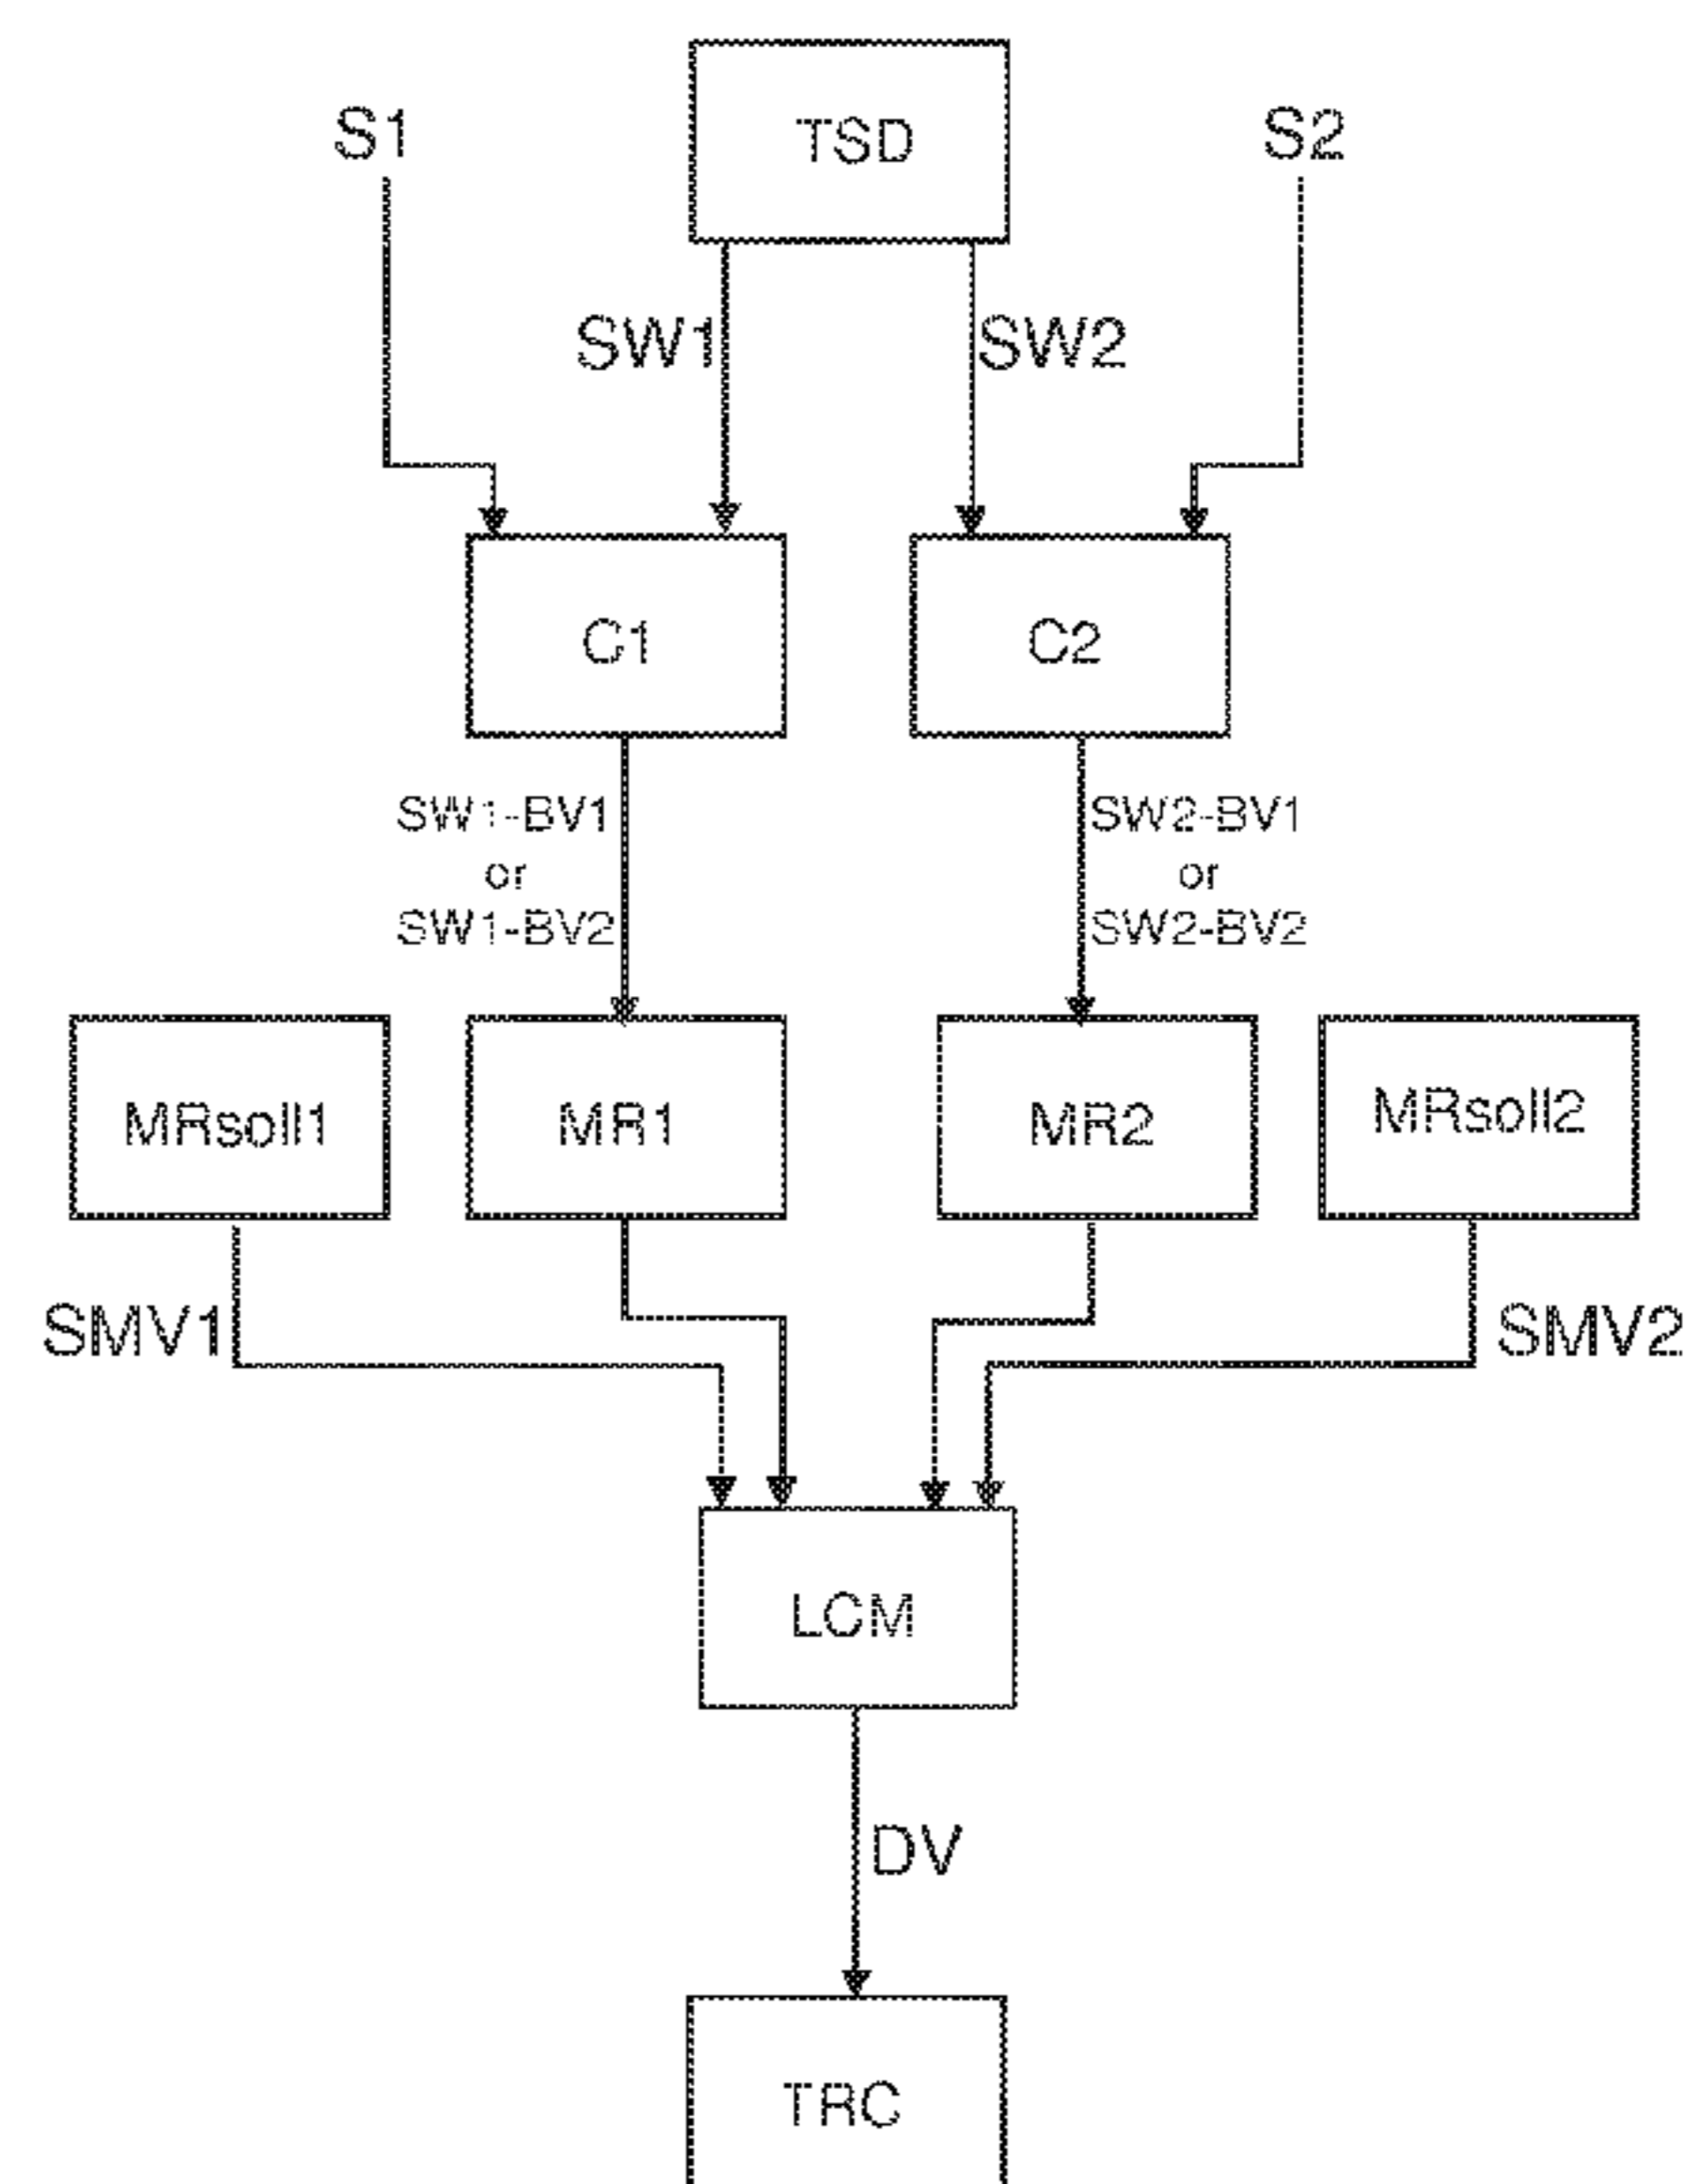 S1
TSD
S2
SW1
SW2
C1
C2
SW1-BV1
or
SW1-BV2
SW2-BV1
or
SW2-BV2
MRsoll1
MR1
MR2
MRsoll2
SMV1
SMV2
LCM
DV
TRC